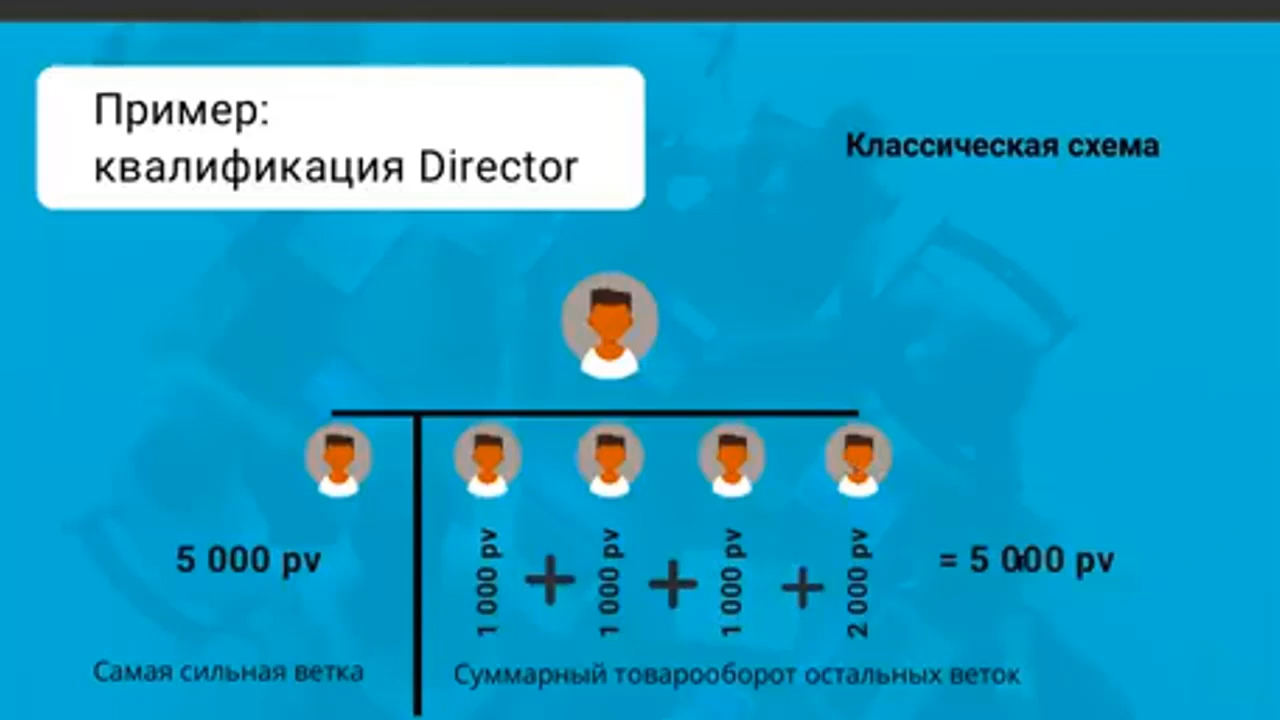 Пример:
квалификация Director
Классическая схема
5 000 pv
1 000 pv
+
1 000 pv
+
1 000 pv
+
2 000 pv
= 5 000 pv
Самая сильная ветка
Суммарный товарооборот остальных веток